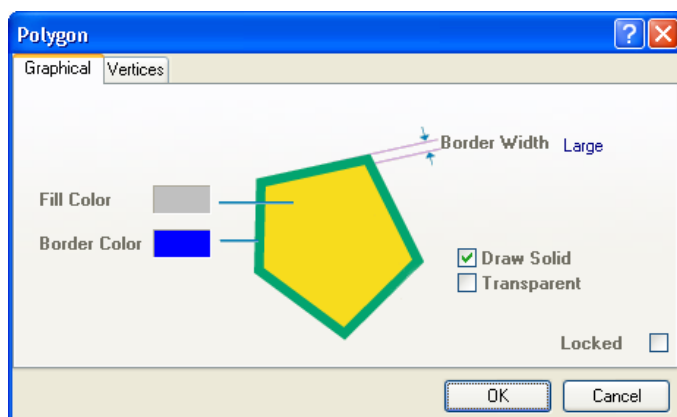 Polygon
Graphical Vertices
Border Width Large
Fill Color
Border Color
Draw Solid
Transparent
Locked
OK Cancel